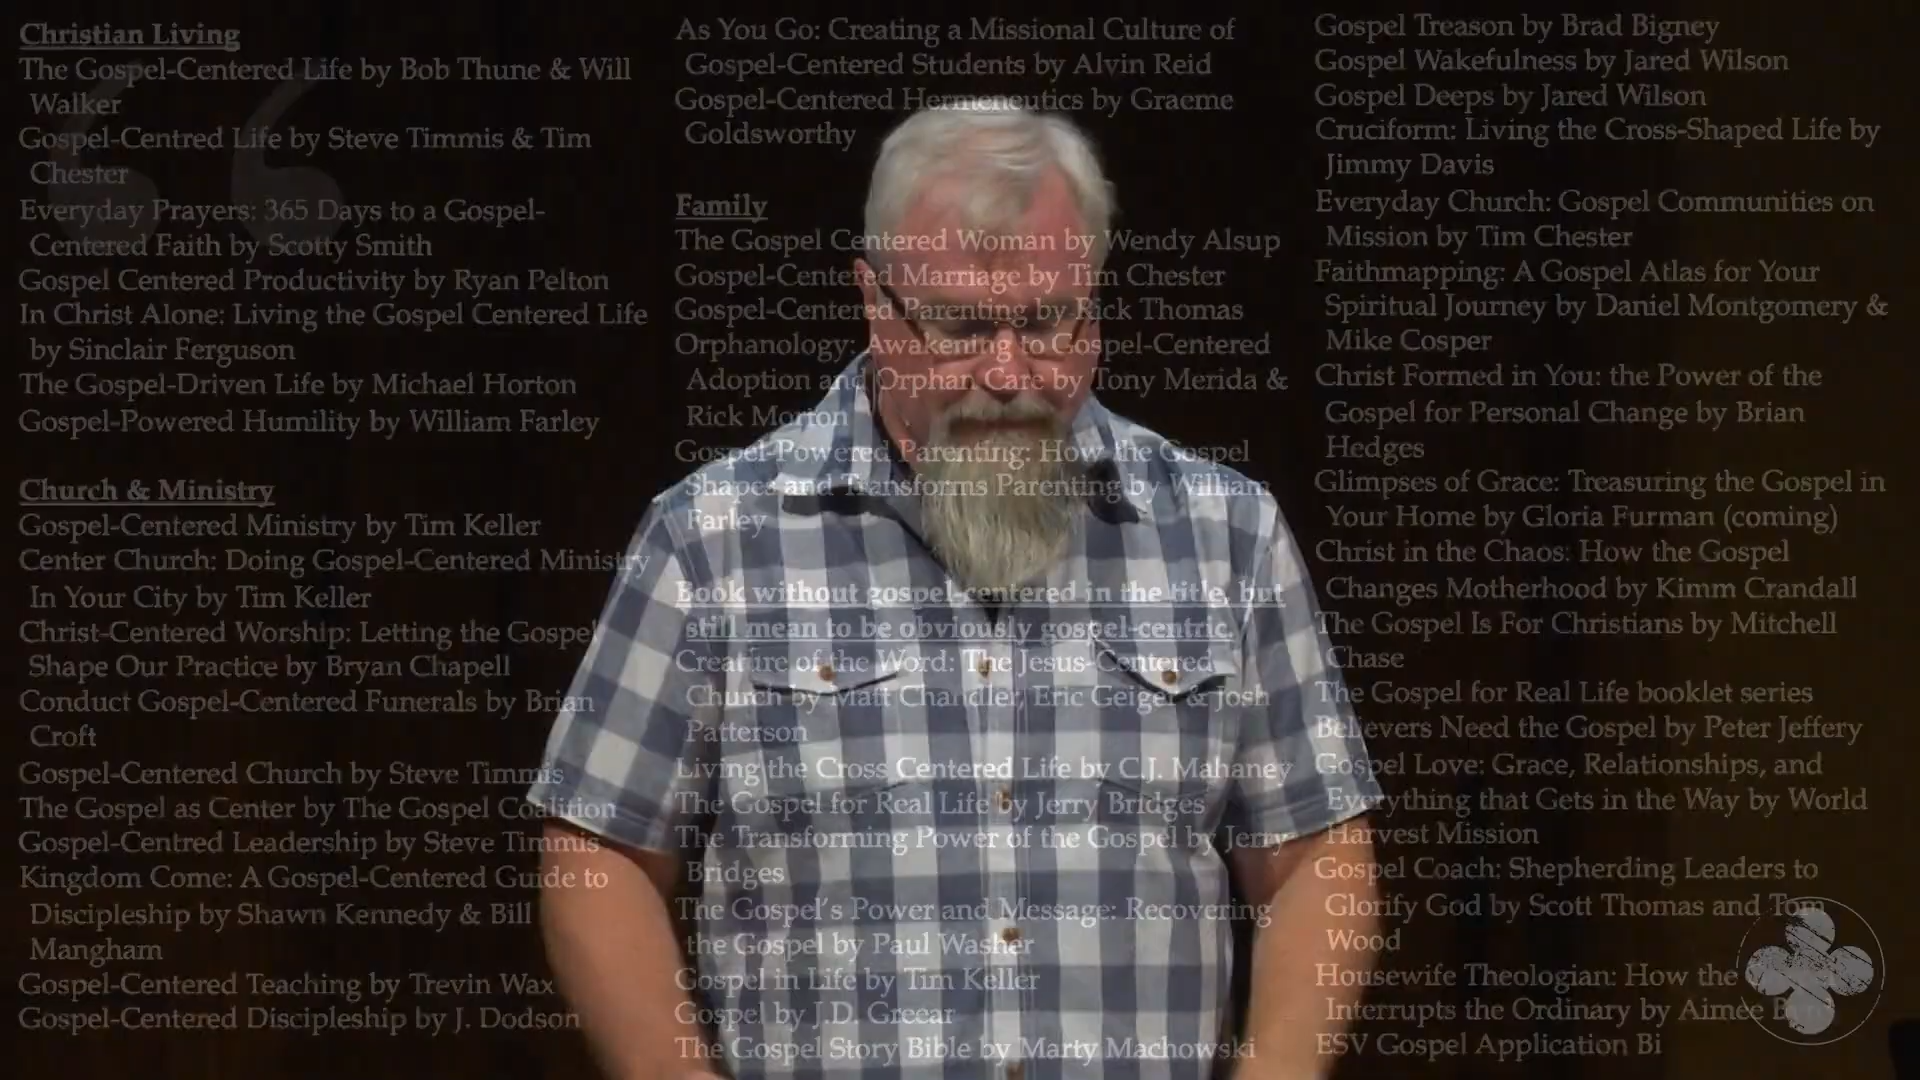 Christian Living
The Gospel-Centered Life by Bob Thune & Will
Walker
Gospel-Centred Life by Steve Timmis & Tim
Chester
Everyday Prayers: 365 Days to a Gospel-
Centered Faith by Scotty Smith
Gospel Centered Productivity by Ryan Pelton
In Christ Alone: Living the Gospel Centered Life
by Sinclair Ferguson
The Gospel-Driven Life by Michael Horton
Gospel-Powered Humility by William Farley
Church & Ministry
Gospel-Centered Ministry by Tim Keller
Center Church: Doing Gospel-Centered Ministry
In Your City by Tim Keller
Christ-Centered Worship: Letting the Gospel
Shape Our Practice by Bryan Chapell
Conduct Gospel-Centered Funerals by Brian
Croft
Gospel-Centered Church by Steve Timmis
The Gospel as Center by The Gospel Coalition
Gospel-Centred Leadership by Steve Timmis
Kingdom Come: A Gospel-Centered Guide to
Discipleship by Shawn Kennedy & Bill
Mangham
Gospel-Centered Teaching by Trevin Wax
Gospel-Centered Discipleship by J. Dodson
As You Go: Creating a Missional Culture of
Gospel-Centered Students by Alvin Reid
Gospel-Centered Hermeneutics by Graeme
Goldsworthy
Family
The Gospel Centered Woman by Wendy Alsup
Gospel-Centered Marriage by Tim Chester
Gospel-Centered Parenting by Rick Thomas
Orphanology: Awakening to Gospel-Centered
Adoption and Orphan Care by Tony Merida &
Rick Morton
Gospel-Powered Parenting: How the Gospel
Shapes and Transforms Parenting by William
Farley
Book without gospel-centered in the title, but
still mean to be obviously gospel-centric.
Creature of the Word: The Jesus-Centered
Church by Matt Chandler, Eric Geiger & Josh
Patterson
Living the Cross Centered Life by C.J. Mahaney
The Gospel for Real Life by Jerry Bridges
The Transforming Power of the Gospel by Jerry
Bridges
The Gospel's Power and Message: Recovering
the Gospel by Paul Washer
Gospel in Life by Tim Keller
Gospel by J.D. Greear
The Gospel Story Bible by Marty Machowski
Gospel Treason by Brad Bigney
Gospel Wakefulness by Jared Wilson
Gospel Deeps by Jared Wilson
Cruciform: Living the Cross-Shaped Life by
Jimmy Davis
Everyday Church: Gospel Communities on
Mission by Tim Chester
Faithmapping: A Gospel Atlas for Your
Spiritual Journey by Daniel Montgomery &
Mike Cosper
Christ Formed in You: the Power of the
Gospel for Personal Change by Brian
Hedges
Glimpses of Grace: Treasuring the Gospel in
Your Home by Gloria Furman (coming)
Christ in the Chaos: How the Gospel
Changes Motherhood by Kimm Crandall
The Gospel Is For Christians by Mitchell
Chase
The Gospel for Real Life booklet series
Believers Need the Gospel by Peter Jeffery
Gospel Love: Grace, Relationships, and
Everything that Gets in the Way by World
Harvest Mission
Gospel Coach: Shepherding Leaders to
Glorify God by Scott Thomas and Tom
Wood
Housewife Theologian: How the
Interrupts the Ordinary by Aimee
ESV Gospel Application Bi